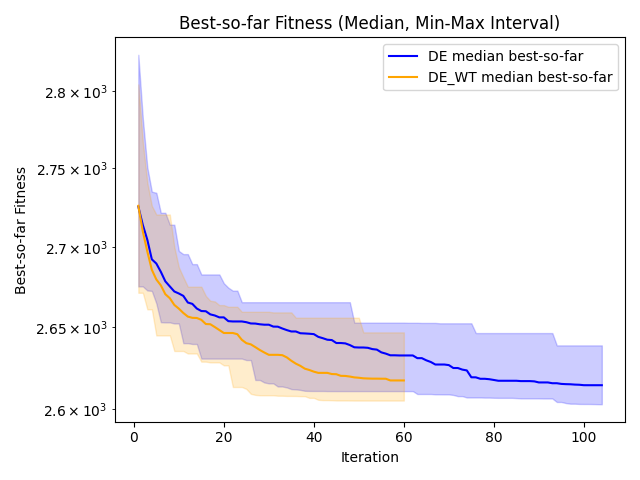 Best-so-far Fitness (Median, Min-Max Interval)
DE median best-so-far
DE_WT median best-so-far
2.8 × 10³
2.75 × 10³
2.7 × 10³
2.65 × 10³
2.6 × 10³
Best-so-far Fitness
0 20 40 60 80 100
Iteration